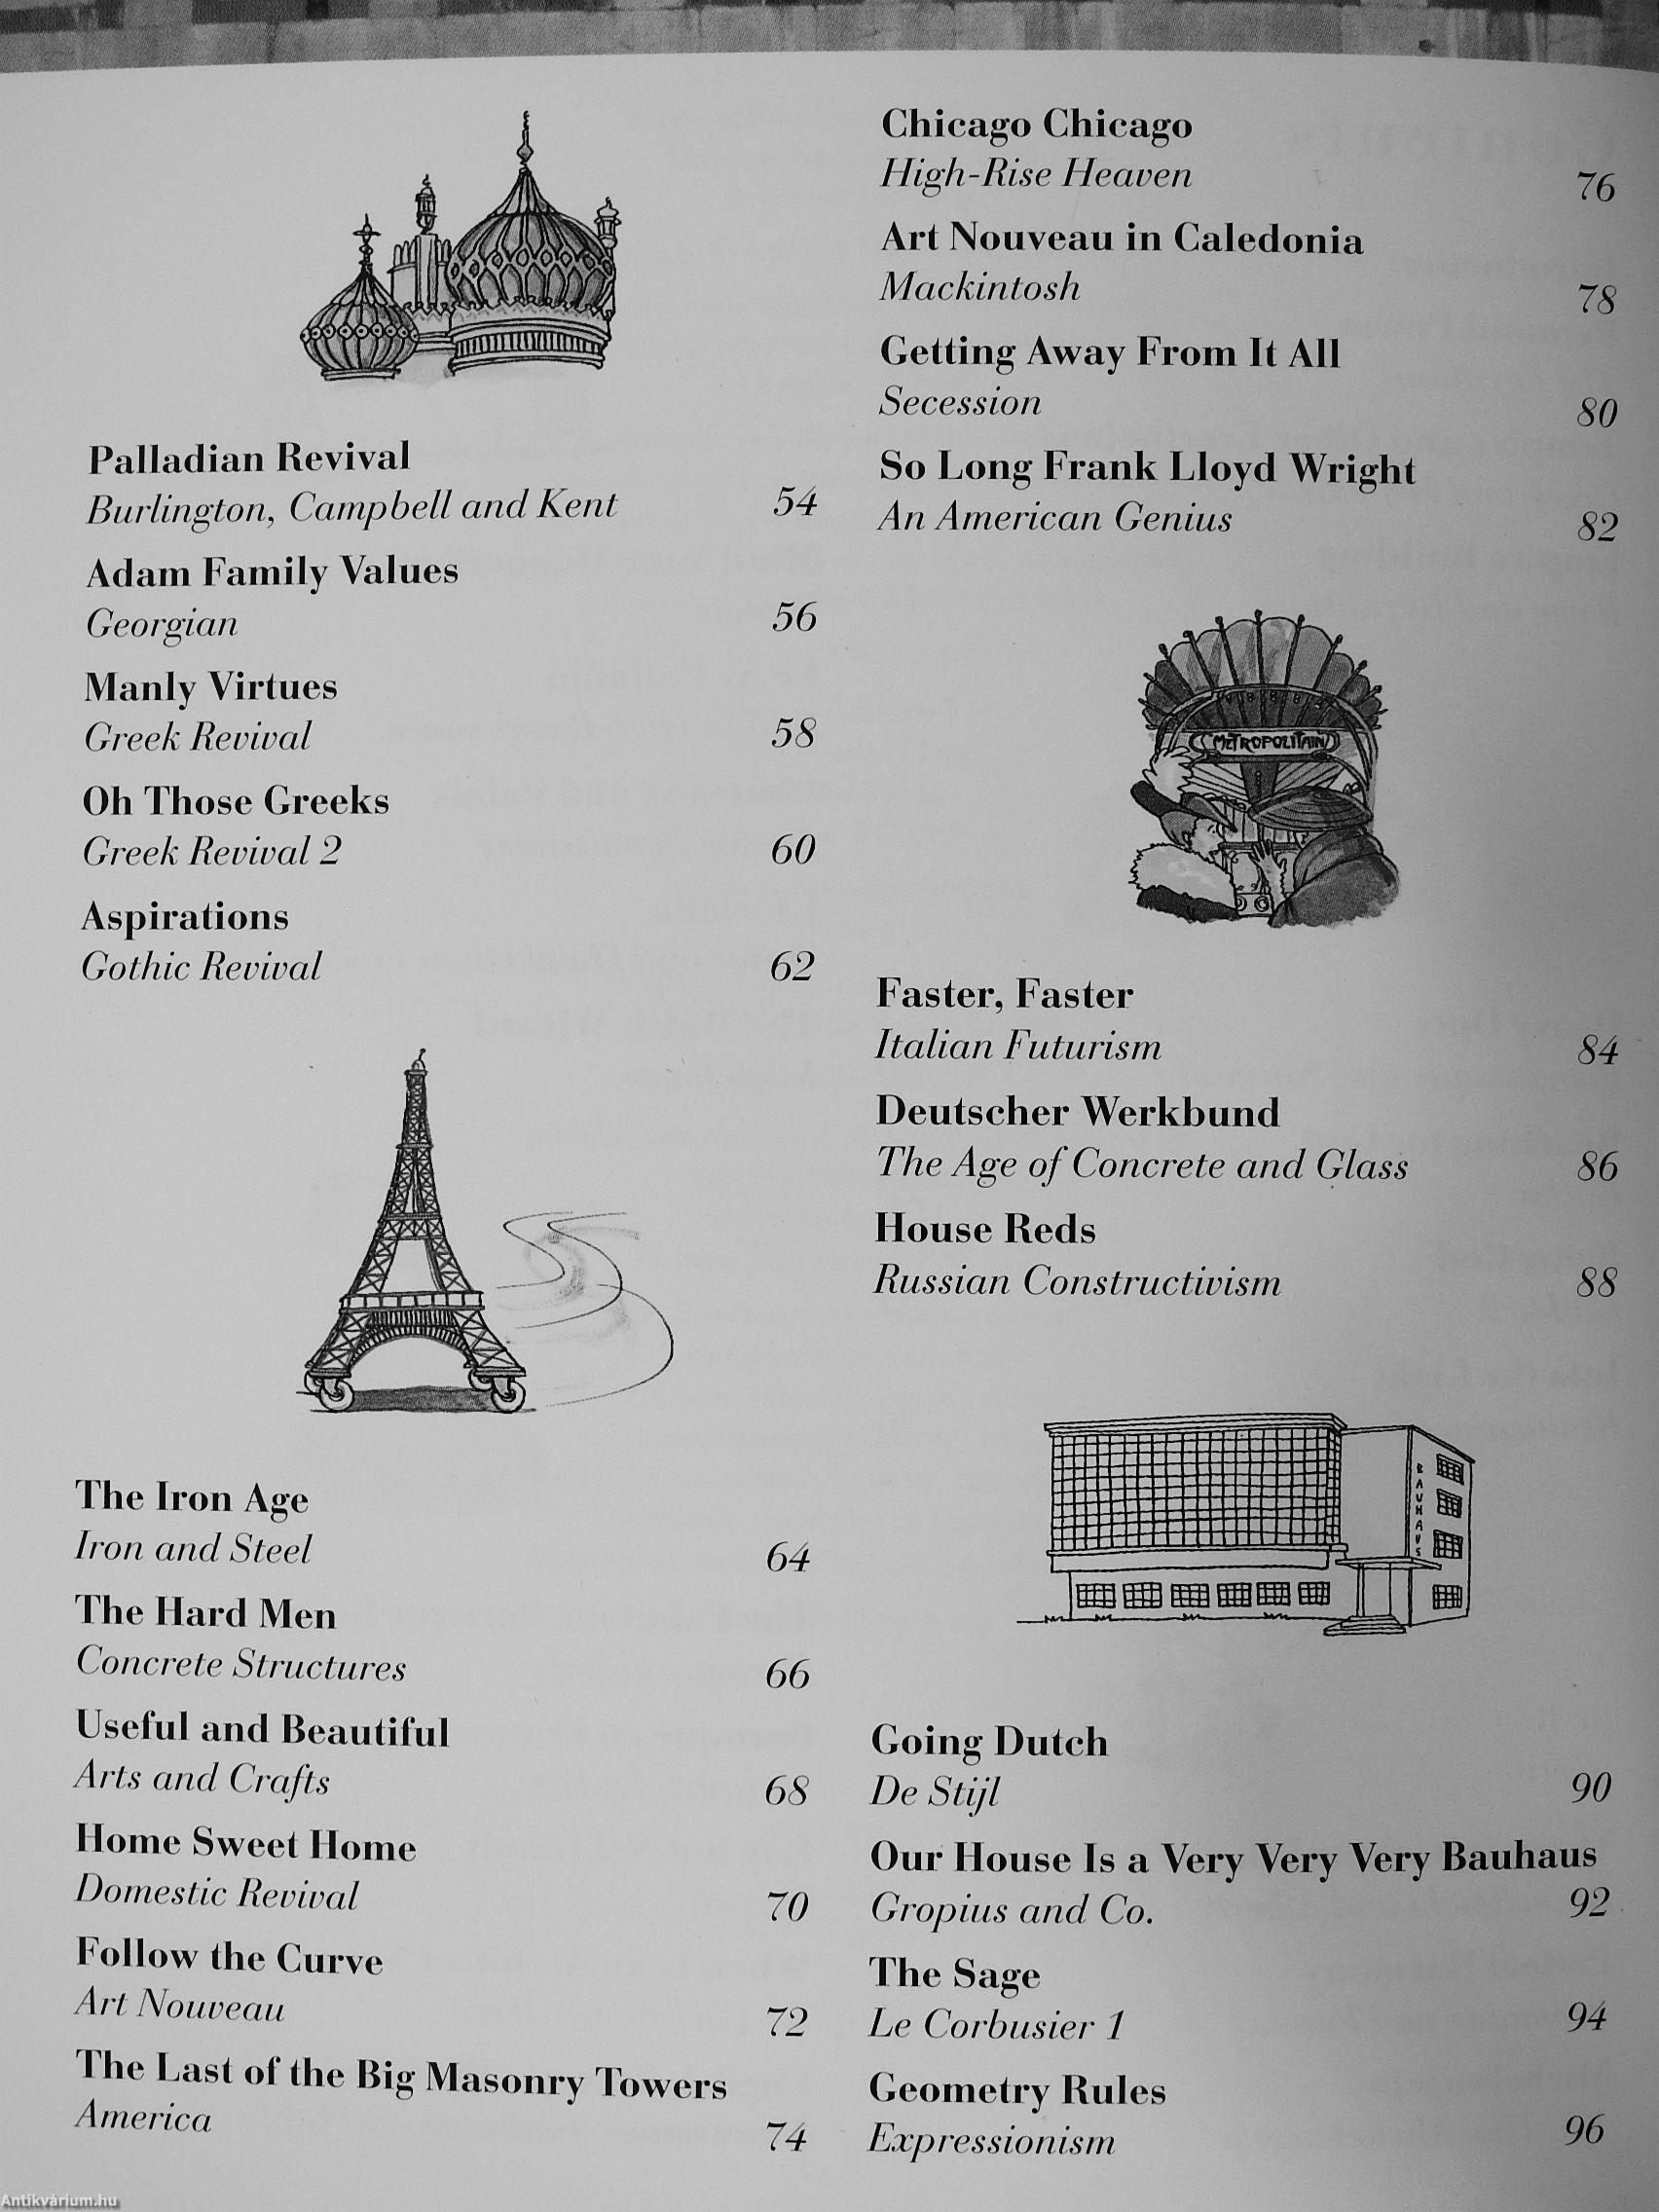 Palladian Revival
Burlington, Campbell and Kent 54
Adam Family Values
Georgian 56
Manly Virtues
Greek Revival 58
Oh Those Greeks
Greek Revival 2 60
Aspirations
Gothic Revival 62
The Iron Age
Iron and Steel 64
The Hard Men
Concrete Structures 66
Useful and Beautiful
Arts and Crafts 68
Home Sweet Home
Domestic Revival 70
Follow the Curve
Art Nouveau 72
The Last of the Big Masonry Towers
America 74
Chicago Chicago
High-Rise Heaven 76
Art Nouveau in Caledonia
Mackintosh 78
Getting Away From It All
Secession 80
So Long Frank Lloyd Wright
An American Genius 82
METROPOLITAIN
Faster, Faster
Italian Futurism 84
Deutscher Werkbund
The Age of Concrete and Glass 86
House Reds
Russian Constructivism 88
BAUHAUS
Going Dutch
De Stijl 90
Our House Is a Very Very Very Bauhaus
Gropius and Co. 92
The Sage
Le Corbusier 1 94
Geometry Rules
Expressionism 96
Antikvárium.hu